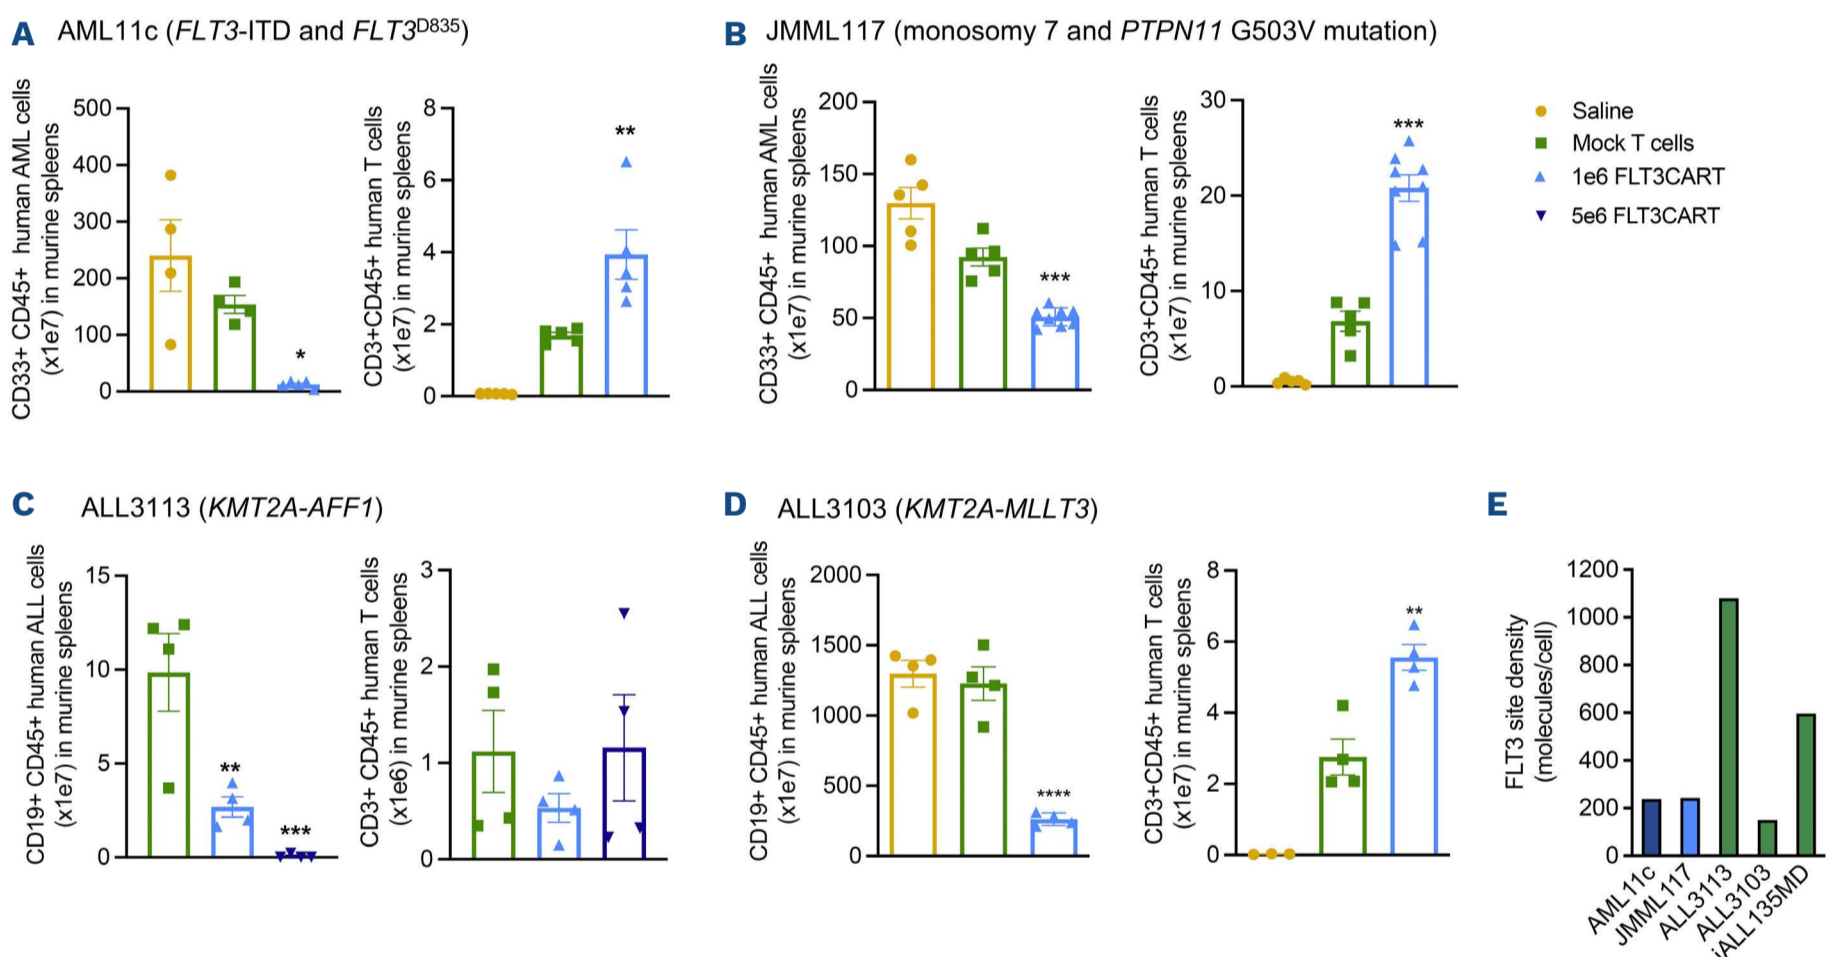 A AML11c (FLT3-ITD and FLT3D835)
CD33+ CD45+ human AML cells
(x1e7) in murine spleens
500
400
300
200
100
0
*
CD3+CD45+ human T cells
(x1e7) in murine spleens
8
6
4
2
0
**
B JMML117 (monosomy 7 and PTPN11 G503V mutation)
CD33+ CD45+ human AML cells
(x1e7) in murine spleens
200
150
100
50
0
***
CD3+CD45+ human T cells
(x1e7) in murine spleens
30
20
10
0
***
Saline
Mock T cells
1e6 FLT3CART
5e6 FLT3CART
C ALL3113 (KMT2A-AFF1)
CD19+ CD45+ human ALL cells
(x1e7) in murine spleens
15
10
5
0
**
***
CD3+ CD45+ human T cells
(x1e6) in murine spleens
3
2
1
0
D ALL3103 (KMT2A-MLLT3)
CD19+ CD45+ human ALL cells
(x1e7) in murine spleens
2000
1500
1000
500
0
****
CD3+CD45+ human T cells
(x1e7) in murine spleens
8
6
4
2
0
**
E
FLT3 site density
(molecules/cell)
1200
1000
800
600
400
200
0
AML11c
JMML117
ALL3113
ALL3103
iALL135MD